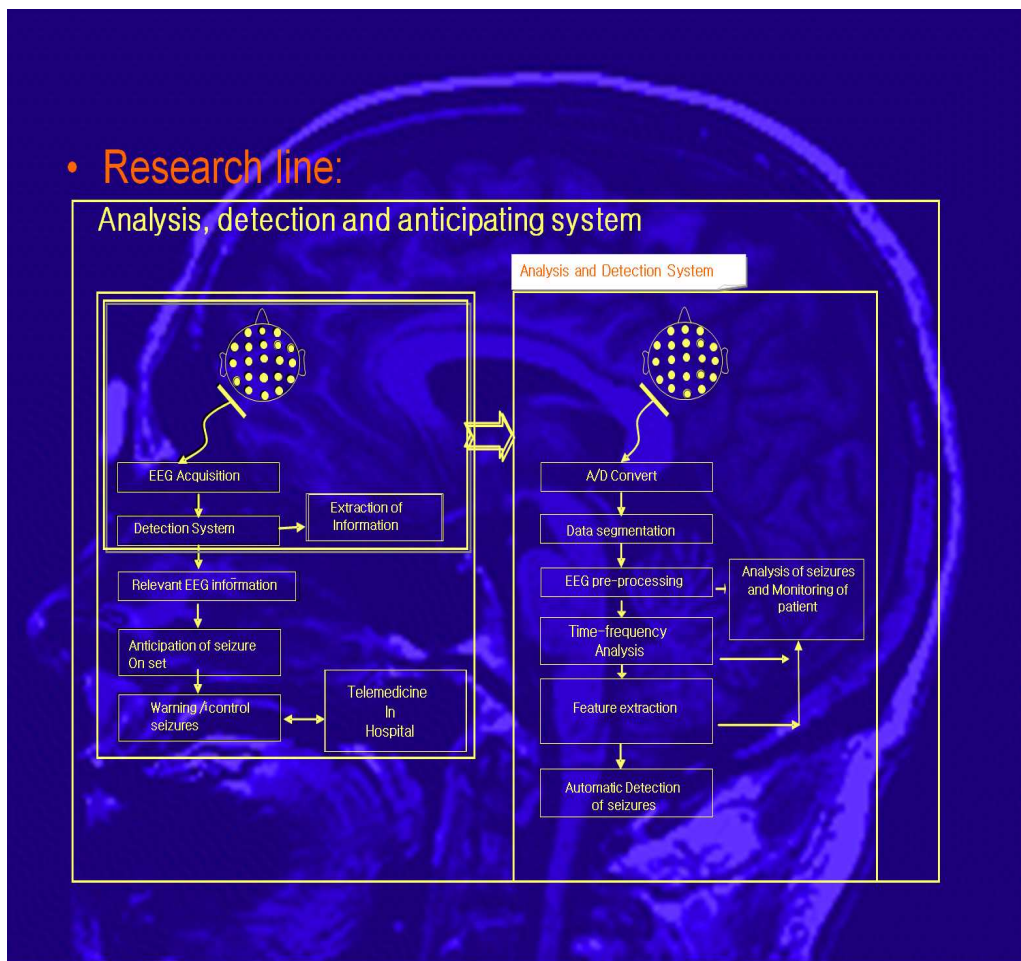 • Research line:
Analysis, detection and anticipating system
Analysis and Detection System
EEG Acquisition
Detection System
Extraction of
Information
Relevant EEG information
Anticipation of seizure
On set
Warning /icontrol
seizures
Telemedicine
In
Hospital
A/D Convert
Data segmentation
EEG pre-processing
Time-frequency
Analysis
Feature extraction
Automatic Detection
of seizures
Analysis of seizures
and Monitoring of
patient